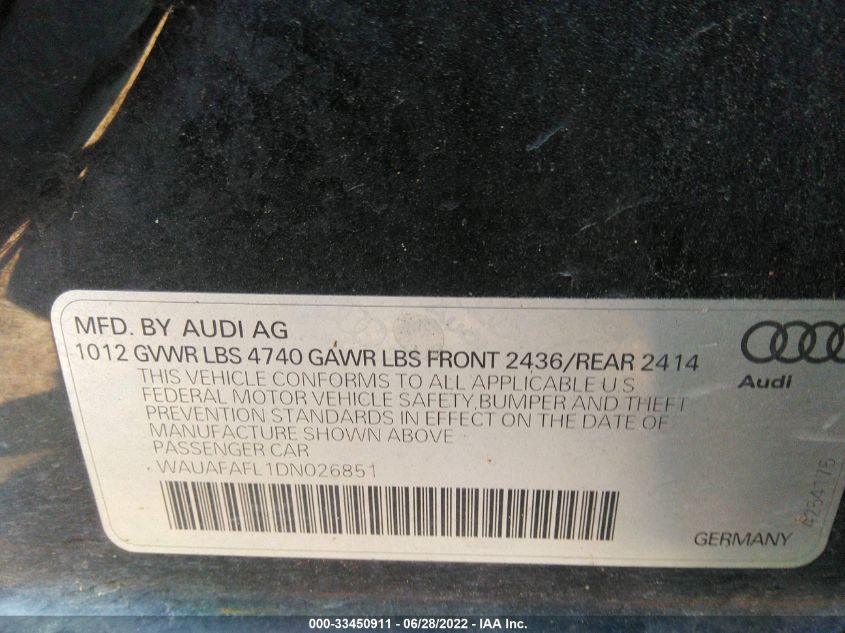 MFD. BY AUDI AG
1012 GVWR LBS 4740 GAWR LBS FRONT 2436/REAR 2414
THIS VEHICLE CONFORMS TO ALL APPLICABLE U S
FEDERAL MOTOR VEHICLE SAFETY, BUMPER AND THEFT
PREVENTION STANDARDS IN EFFECT ON THE DATE OF
MANUFACTURE SHOWN ABOVE
PASSENGER CAR
WAUAFAFL1DN026851
Audi
GERMANY
4254176
000-33450911 / 06/28/2022 - IAA Inc.